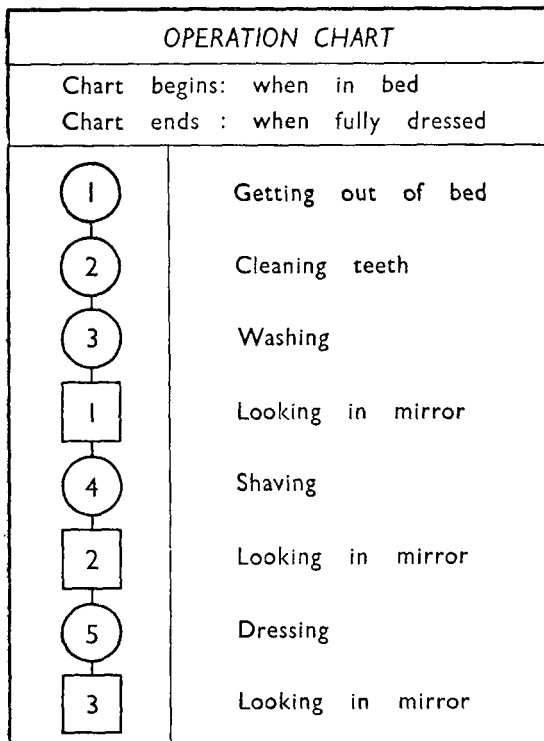 OPERATION CHART
Chart begins: when in bed
Chart ends : when fully dressed
1 Getting out of bed
2 Cleaning teeth
3 Washing
1 Looking in mirror
4 Shaving
2 Looking in mirror
5 Dressing
3 Looking in mirror